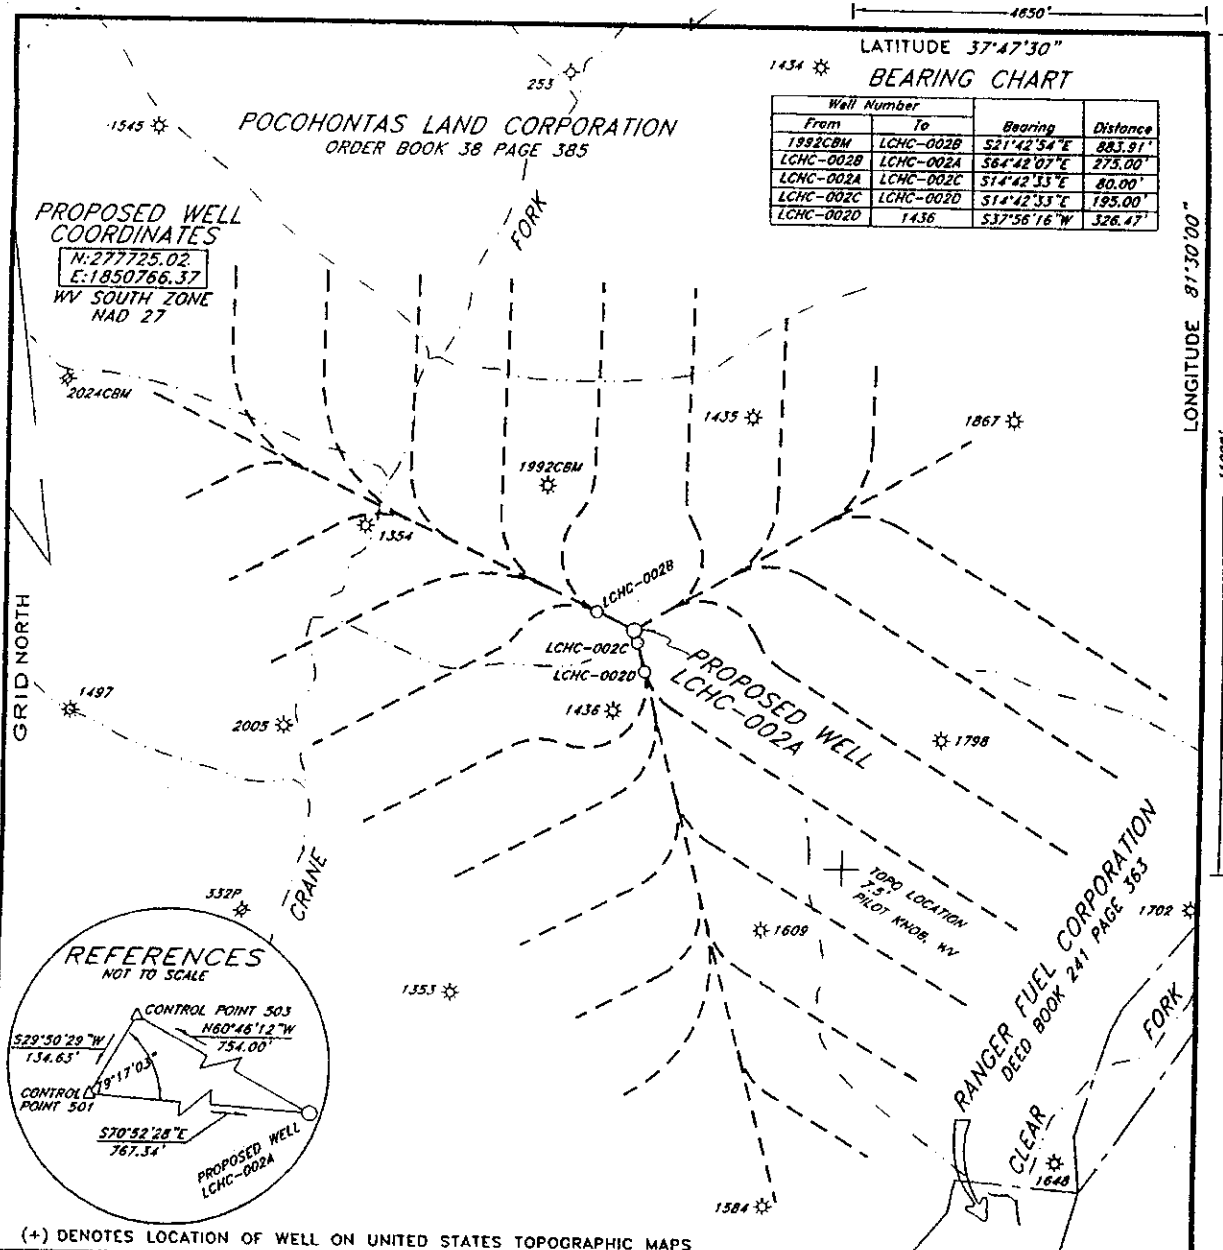 4650'
LATITUDE 37°47'30"
BEARING CHART
Well Number
From To Bearing Distance
1992CBM LCHC-002B S21°42'54"E 883.91'
LCHC-002B LCHC-002A S64°42'07"E 275.00'
LCHC-002A LCHC-002C S14°42'33"E 80.00'
LCHC-002C LCHC-002D S14°42'33"E 195.00'
LCHC-002D 1436 S37°56'16"W 326.47'
1434
253
1545
POCOHONTAS LAND CORPORATION
ORDER BOOK 38 PAGE 385
FORK
PROPOSED WELL
COORDINATES
N:277725.02
E:1850766.37
WV SOUTH ZONE
NAD 27
LONGITUDE 81°30'00"
2024CBM
1435
1867
1992CBM
1354
LCHC-002B
GRID NORTH
LCHC-002C
LCHC-002D
PROPOSED WELL
LCHC-002A
1497
2005
1436
1798
TOPO LOCATION
7.5'
PILOT KNOB, WV
332P
CRANE
1609
1702
1353
RANGER FUEL CORPORATION
DEED BOOK 241 PAGE 363
FORK
CLEAR
1648
1584
REFERENCES
NOT TO SCALE
CONTROL POINT 503
S29°50'29"W
134.65'
N60°46'12"W
754.00'
79°17'03"
CONTROL
POINT 501
S70°52'28"E
767.34'
PROPOSED WELL
LCHC-002A
(+) DENOTES LOCATION OF WELL ON UNITED STATES TOPOGRAPHIC MAPS